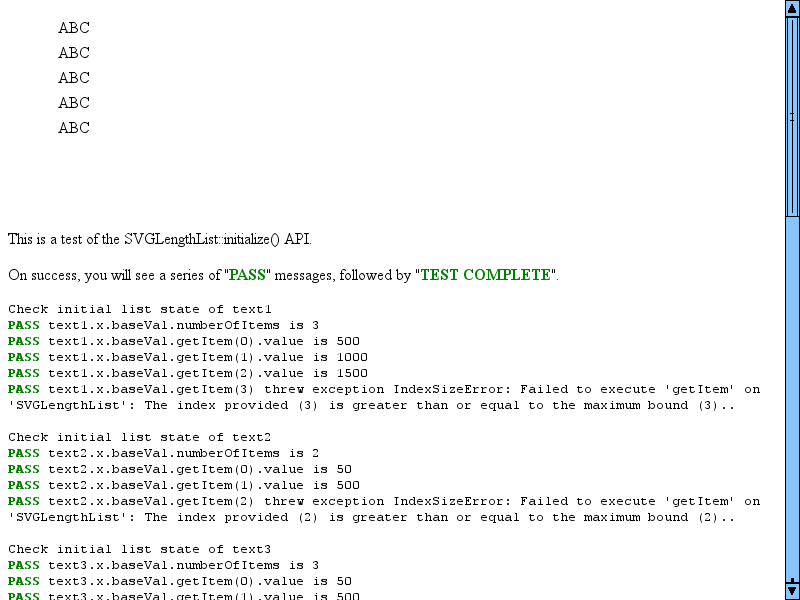 ABC
ABC
ABC
ABC
ABC
This is a test of the SVGLengthList::initialize() API.
On success, you will see a series of "PASS" messages, followed by "TEST COMPLETE".
Check initial list state of text1
PASS text1.x.baseVal.numberOfItems is 3
PASS text1.x.baseVal.getItem(0).value is 500
PASS text1.x.baseVal.getItem(1).value is 1000
PASS text1.x.baseVal.getItem(2).value is 1500
PASS text1.x.baseVal.getItem(3) threw exception IndexSizeError: Failed to execute 'getItem' on
'SVGLengthList': The index provided (3) is greater than or equal to the maximum bound (3)..
Check initial list state of text2
PASS text2.x.baseVal.numberOfItems is 2
PASS text2.x.baseVal.getItem(0).value is 50
PASS text2.x.baseVal.getItem(1).value is 500
PASS text2.x.baseVal.getItem(2) threw exception IndexSizeError: Failed to execute 'getItem' on
'SVGLengthList': The index provided (2) is greater than or equal to the maximum bound (2)..
Check initial list state of text3
PASS text3.x.baseVal.numberOfItems is 3
PASS text3.x.baseVal.getItem(0).value is 50
PASS text3.x.baseVal.getItem(1).value is 500